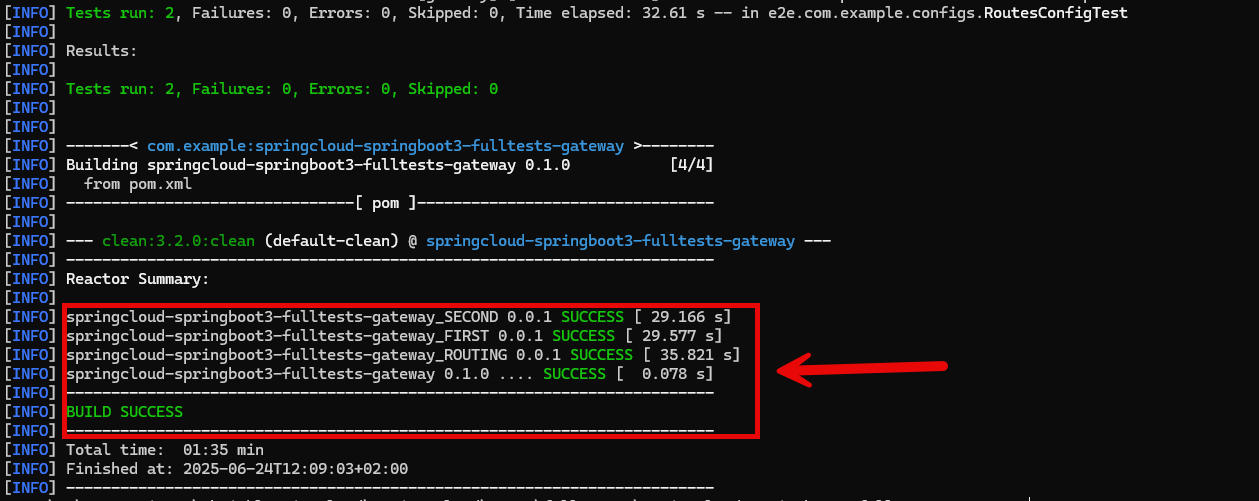 [INFO] Tests run: 2, Failures: 0, Errors: 0, Skipped: 0, Time elapsed: 32.61 s -- in e2e.com.example.configs.RoutesConfigTest
[INFO]
[INFO] Results:
[INFO]
[INFO] Tests run: 2, Failures: 0, Errors: 0, Skipped: 0
[INFO]
[INFO]
[INFO] -------< com.example:springcloud-springboot3-fulltests-gateway >--------
[INFO] Building springcloud-springboot3-fulltests-gateway 0.1.0           [4/4]
[INFO]   from pom.xml
[INFO] --------------------------------[ pom ]---------------------------------
[INFO]
[INFO] --- clean:3.2.0:clean (default-clean) @ springcloud-springboot3-fulltests-gateway ---
[INFO] ------------------------------------------------------------------------
[INFO] Reactor Summary:
[INFO]
[INFO] springcloud-springboot3-fulltests-gateway_SECOND 0.0.1 SUCCESS [ 29.166 s]
[INFO] springcloud-springboot3-fulltests-gateway_FIRST 0.0.1 SUCCESS [ 29.577 s]
[INFO] springcloud-springboot3-fulltests-gateway_ROUTING 0.0.1 SUCCESS [ 35.821 s]
[INFO] springcloud-springboot3-fulltests-gateway 0.1.0 .... SUCCESS [  0.078 s]
[INFO] ------------------------------------------------------------------------
[INFO] BUILD SUCCESS
[INFO] ------------------------------------------------------------------------
[INFO] Total time:  01:35 min
[INFO] Finished at: 2025-06-24T12:09:03+02:00
[INFO] ------------------------------------------------------------------------